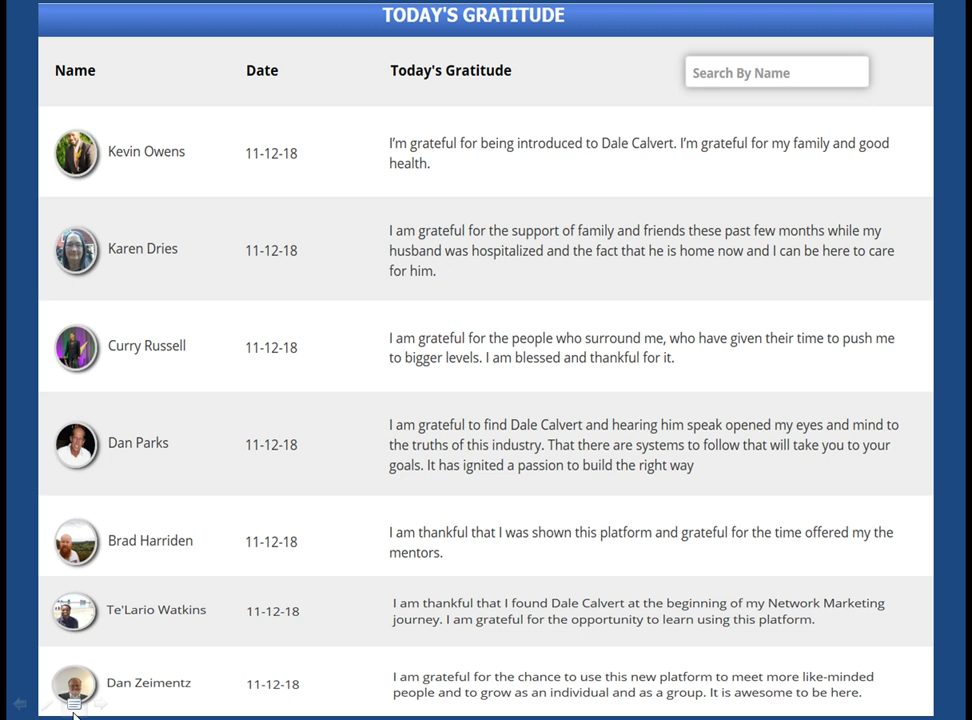 TODAY'S GRATITUDE
Name Date Today's Gratitude Search By Name
Kevin Owens 11-12-18 I'm grateful for being introduced to Dale Calvert. I'm grateful for my family and good
health.
Karen Dries 11-12-18 I am grateful for the support of family and friends these past few months while my
husband was hospitalized and the fact that he is home now and I can be here to care
for him.
Curry Russell 11-12-18 I am grateful for the people who surround me, who have given their time to push me
to bigger levels. I am blessed and thankful for it.
Dan Parks 11-12-18 I am grateful to find Dale Calvert and hearing him speak opened my eyes and mind to
the truths of this industry. That there are systems to follow that will take you to your
goals. It has ignited a passion to build the right way
Brad Harriden 11-12-18 I am thankful that I was shown this platform and grateful for the time offered my the
mentors.
Te'Lario Watkins 11-12-18 I am thankful that I found Dale Calvert at the beginning of my Network Marketing
journey. I am grateful for the opportunity to learn using this platform.
Dan Zeimentz 11-12-18 I am grateful for the chance to use this new platform to meet more like-minded
people and to grow as an individual and as a group. It is awesome to be here.